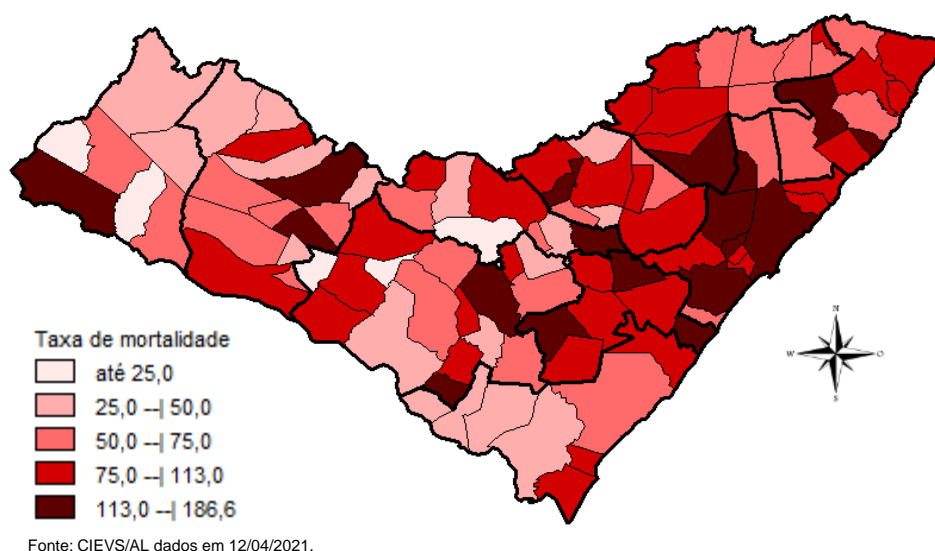 Taxa de mortalidade
até 25,0
25,0 --| 50,0
50,0 --| 75,0
75,0 --| 113,0
113,0 --| 186,6
N
W
O
S
Fonte: CIEVS/AL dados em 12/04/2021.